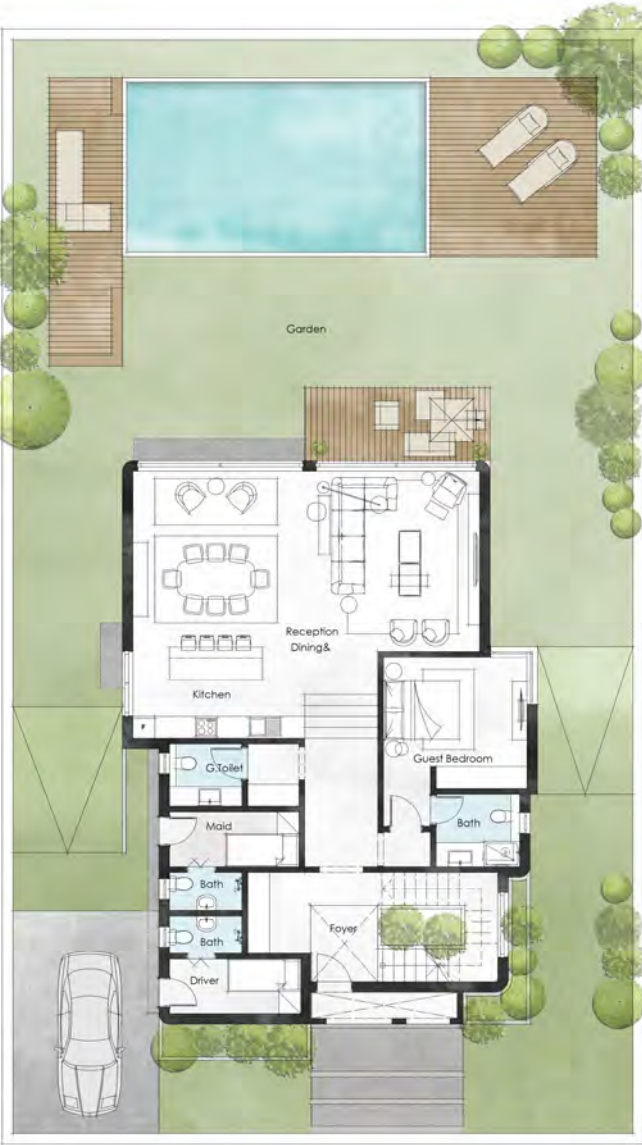 Garden
Reception
Dining&
Kitchen
Guest Bedroom
F
G.Toilet
Maid
Bath
Bath
Foyer
Bath
Driver